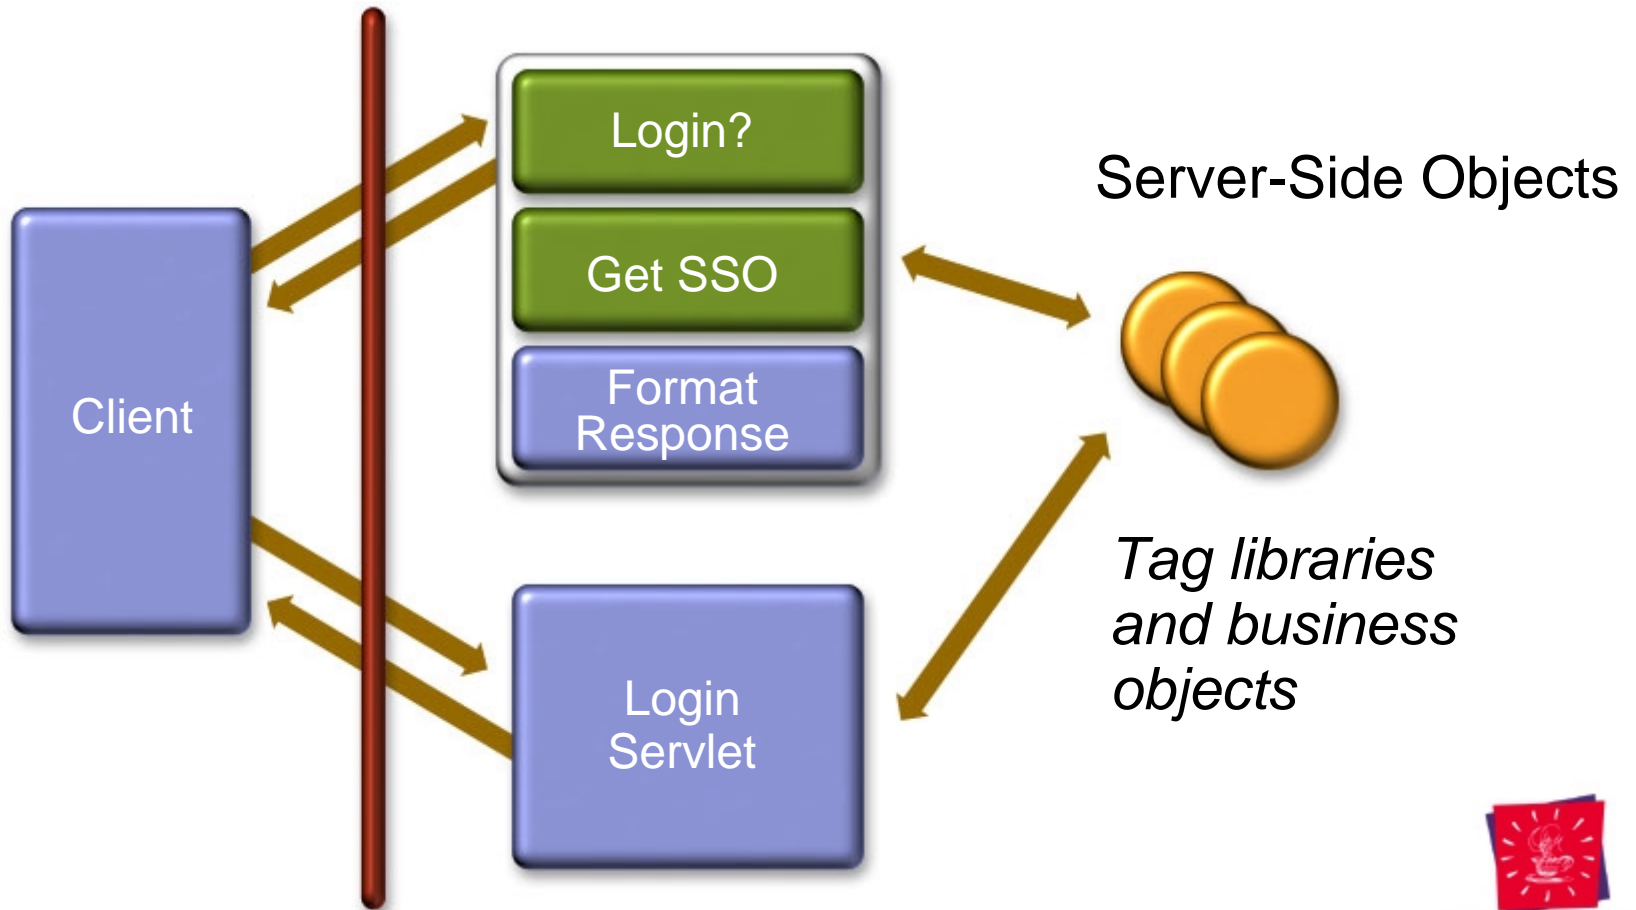 Login?
Server-Side Objects
Get SSO
Format
Response
Client
Tag libraries
and business
objects
Login
Servlet